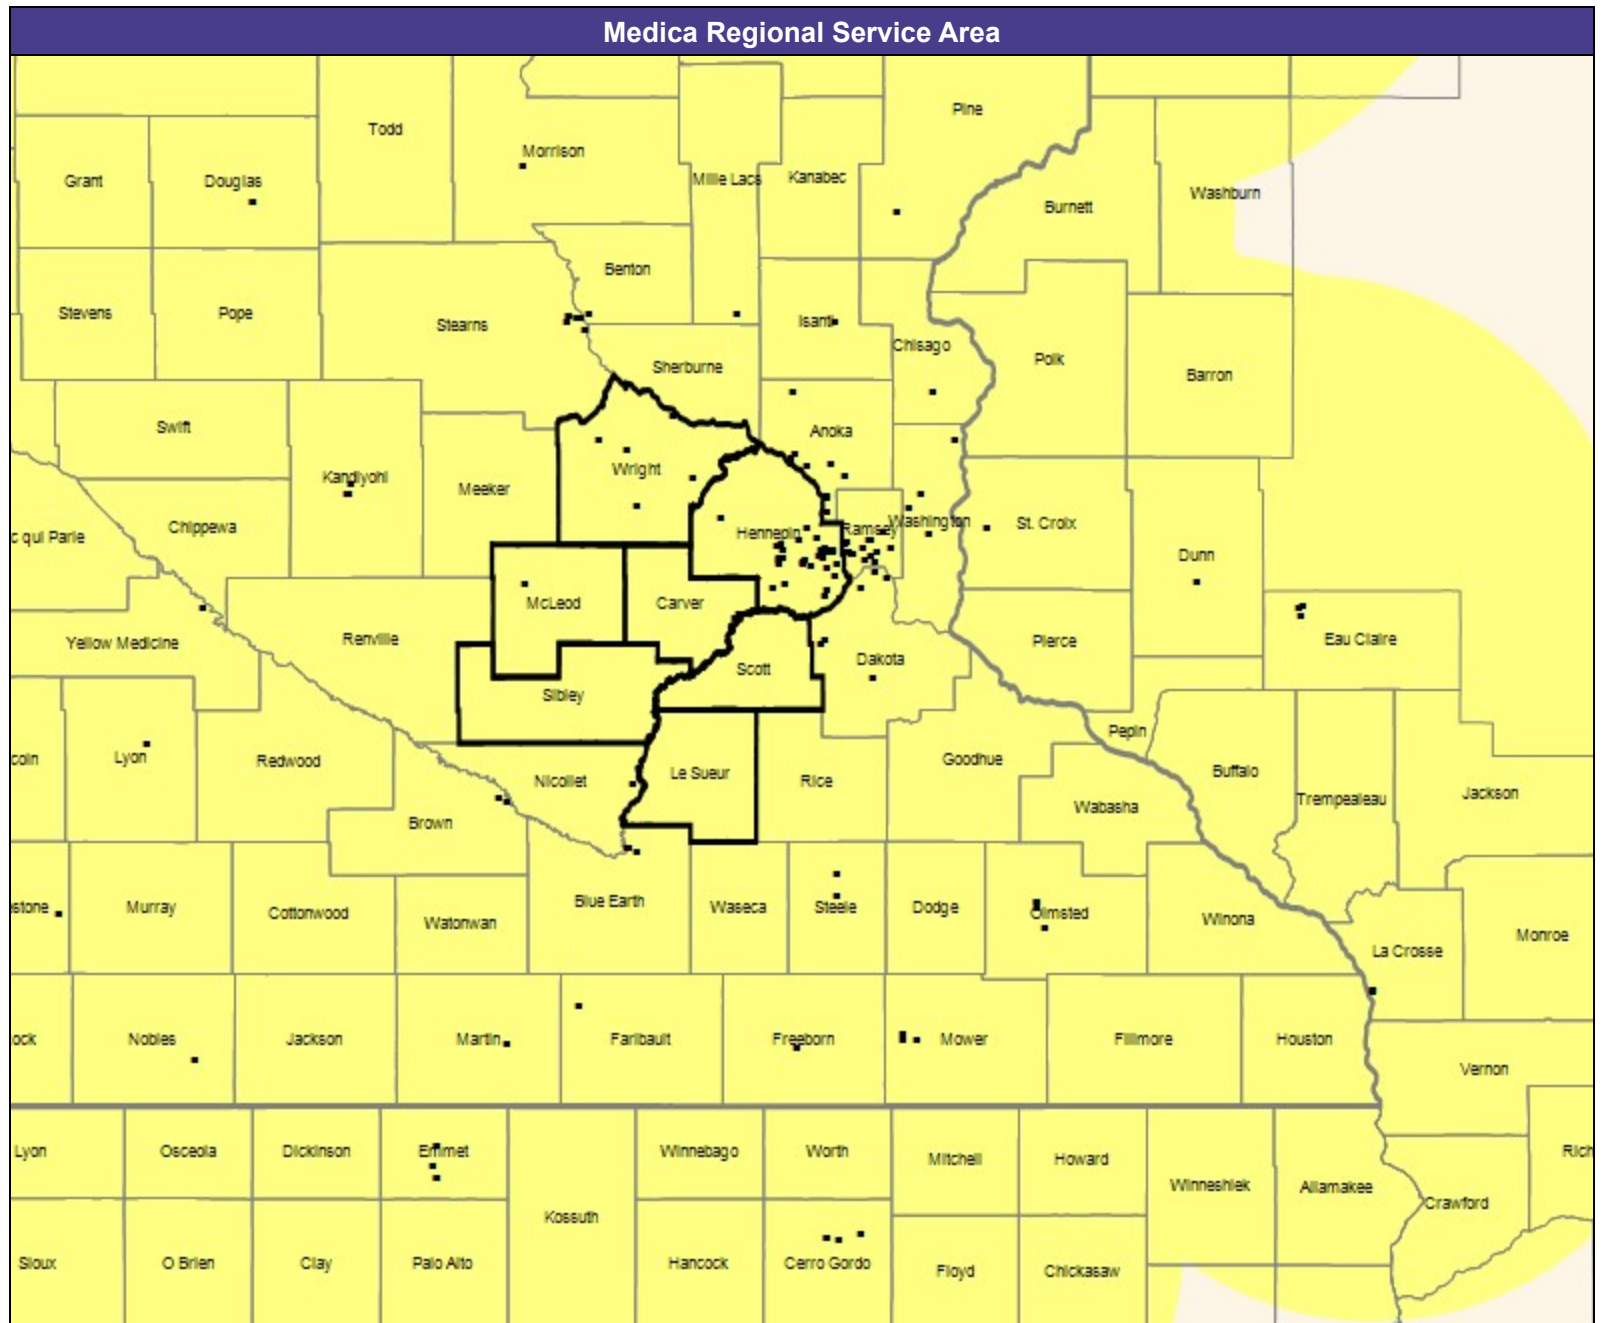 Medica Regional Service Area
Pine
Todd
Morrison
Grant
Douglas
Mille Lacs
Kanabec
Burnett
Washburn
Benton
Stevens
Pope
Stearns
Isanti
Chisago
Sherburne
Polk
Barron
Swift
Anoka
Kandiyohi
Wright
Meeker
c qui Parle
Chippewa
Hennepin
Ramsey
Washington
St. Croix
Dunn
McLeod
Carver
Yellow Medicine
Renville
Pierce
Eau Claire
Scott
Dakota
Sibley
coln
Lyon
Redwood
Nicollet
Le Sueur
Rice
Goodhue
Pepin
Buffalo
Trempealeau
Jackson
Wabasha
Brown
stone
Murray
Cottonwood
Watonwan
Blue Earth
Waseca
Steele
Dodge
Olmsted
Winona
La Crosse
Monroe
ock
Nobles
Jackson
Martin
Faribault
Freeborn
Mower
Fillmore
Houston
Vernon
Lyon
Osceola
Dickinson
Emmet
Winnebago
Worth
Mitchell
Howard
Winneshiek
Allamakee
Crawford
Rich
Kossuth
Sioux
O Brien
Clay
Palo Alto
Hancock
Cerro Gordo
Floyd
Chickasaw